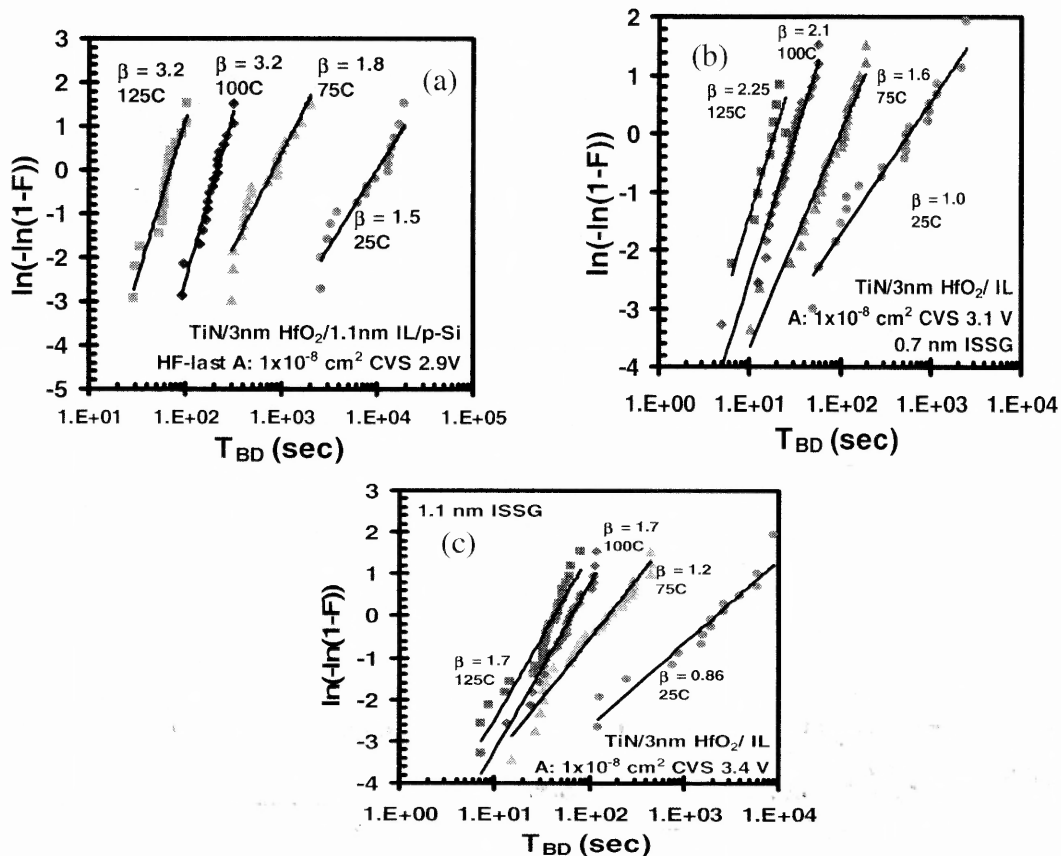 (a)
ln(-ln(1-F))
3
2
1
0
-1
-2
-3
-4
-5
β = 3.2
125C
β = 3.2
100C
β = 1.8
75C
β = 1.5
25C
TiN/3nm HfO₂/1.1nm IL/p-Si
HF-last A: 1x10⁻⁸ cm² CVS 2.9V
1.E+01 1.E+02 1.E+03 1.E+04 1.E+05
T_BD (sec)
(b)
ln(-ln(1-F))
2
1
0
-1
-2
-3
-4
β = 2.25
125C
β = 2.1
100C
β = 1.6
75C
β = 1.0
25C
TiN/3nm HfO₂/ IL
A: 1x10⁻⁸ cm² CVS 3.1 V
0.7 nm ISSG
1.E+00 1.E+01 1.E+02 1.E+03 1.E+04
T_BD (sec)
1.1 nm ISSG
(c)
ln(-ln(1-F))
3
2
1
0
-1
-2
-3
-4
β = 1.7
125C
β = 1.7
100C
β = 1.2
75C
β = 0.86
25C
TiN/3nm HfO₂/ IL
A: 1x10⁻⁸ cm² CVS 3.4 V
1.E+00 1.E+01 1.E+02 1.E+03 1.E+04
T_BD (sec)